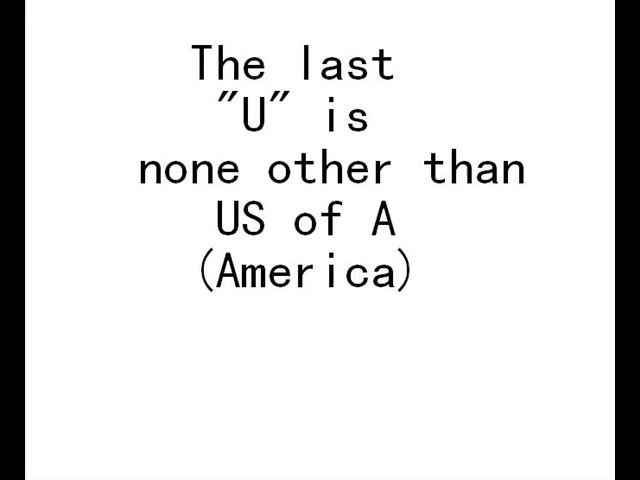 The last
"U" is
none other than
US of A
(America)